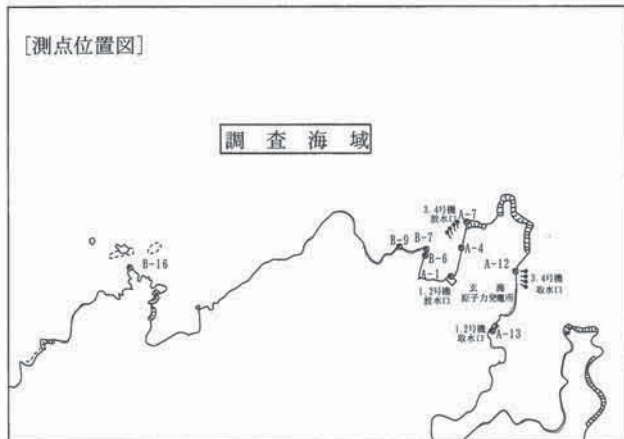 [測点位置図]
調査海域
3.4号機
放水口
A-7
B-7
B-9
B-6
A-4
A-1
A-12
B-16
1.2号機
放水口
玄海
原子力発電所
3.4号機
取水口
1.2号機
取水口
A-13